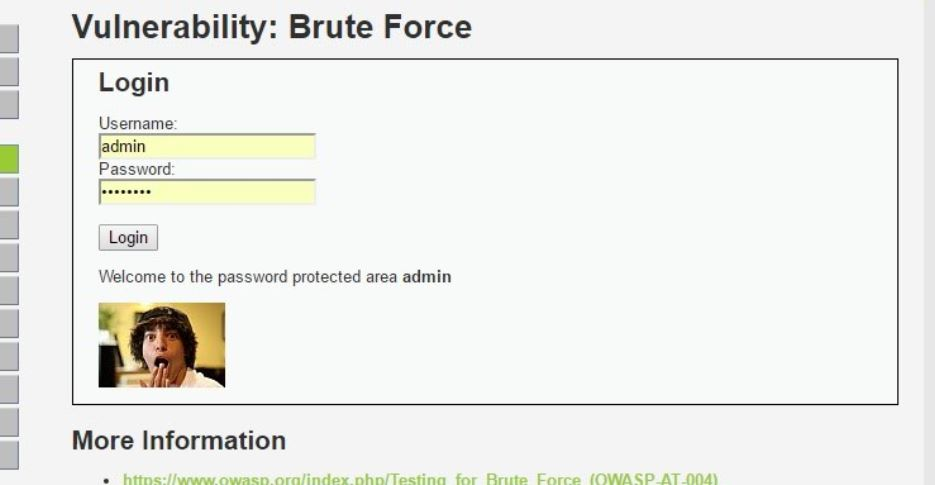 Vulnerability: Brute Force
Login
Username:
admin
Password:
••••••••
Login
Welcome to the password protected area admin
More Information
• https://www.owasp.org/index.php/Testing_for_Brute_Force_(OWASP-AT-004)